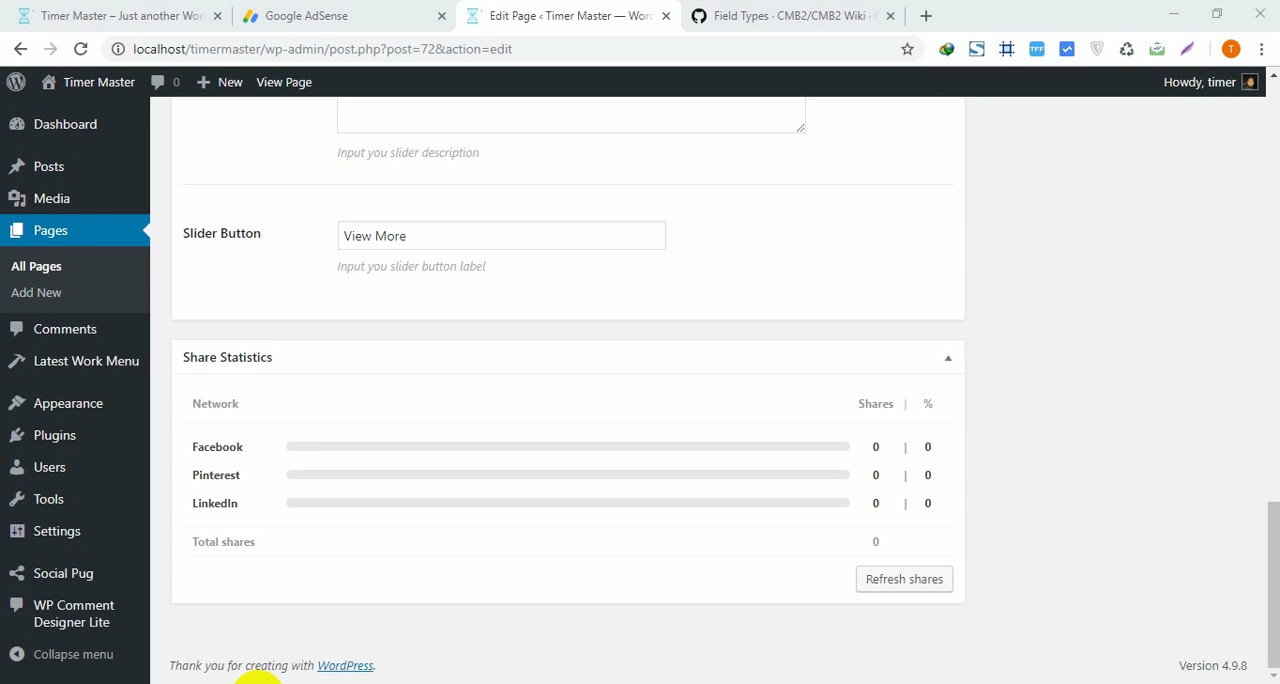 Timer Master – Just another Wor
Google AdSense
Edit Page ‹ Timer Master — Word
Field Types · CMB2/CMB2 Wiki · G
localhost/timermaster/wp-admin/post.php?post=72&action=edit
TFF
T
Timer Master
0
New
View Page
Howdy, timer
Dashboard
Posts
Media
Pages
All Pages
Add New
Comments
Latest Work Menu
Appearance
Plugins
Users
Tools
Settings
Social Pug
WP Comment
Designer Lite
Collapse menu
Input you slider description
Slider Button
View More
Input you slider button label
Share Statistics
Network Shares | %
Facebook 0 | 0
Pinterest 0 | 0
LinkedIn 0 | 0
Total shares 0
Refresh shares
Thank you for creating with WordPress.
Version 4.9.8